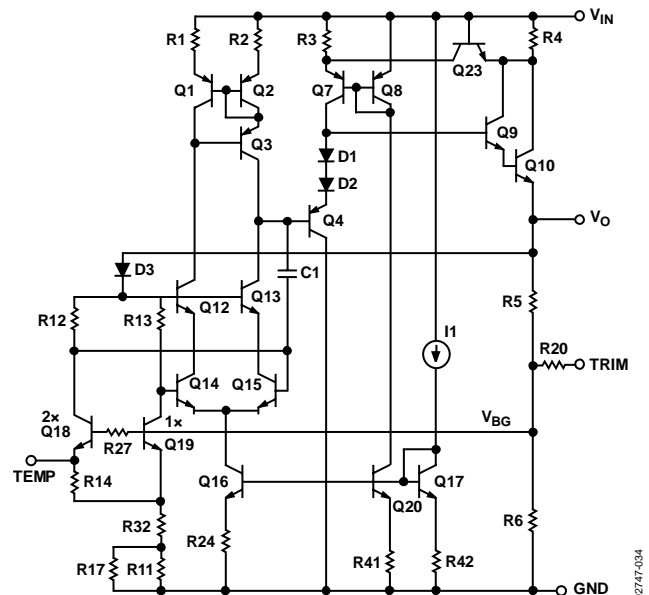 V_IN
R1 R2 R3 R4
Q23
Q1 Q2 Q7 Q8
Q9
Q3
D1 Q10
D2
Q4 V_O
D3 C1
Q12 Q13 R5
R12 R13
I1
R20 TRIM
Q14 Q15
2× 1× V_BG
Q18 R27 Q19
TEMP R14 Q16 Q17
Q20
R32 R6
R24
R17 R11 R41 R42
GND